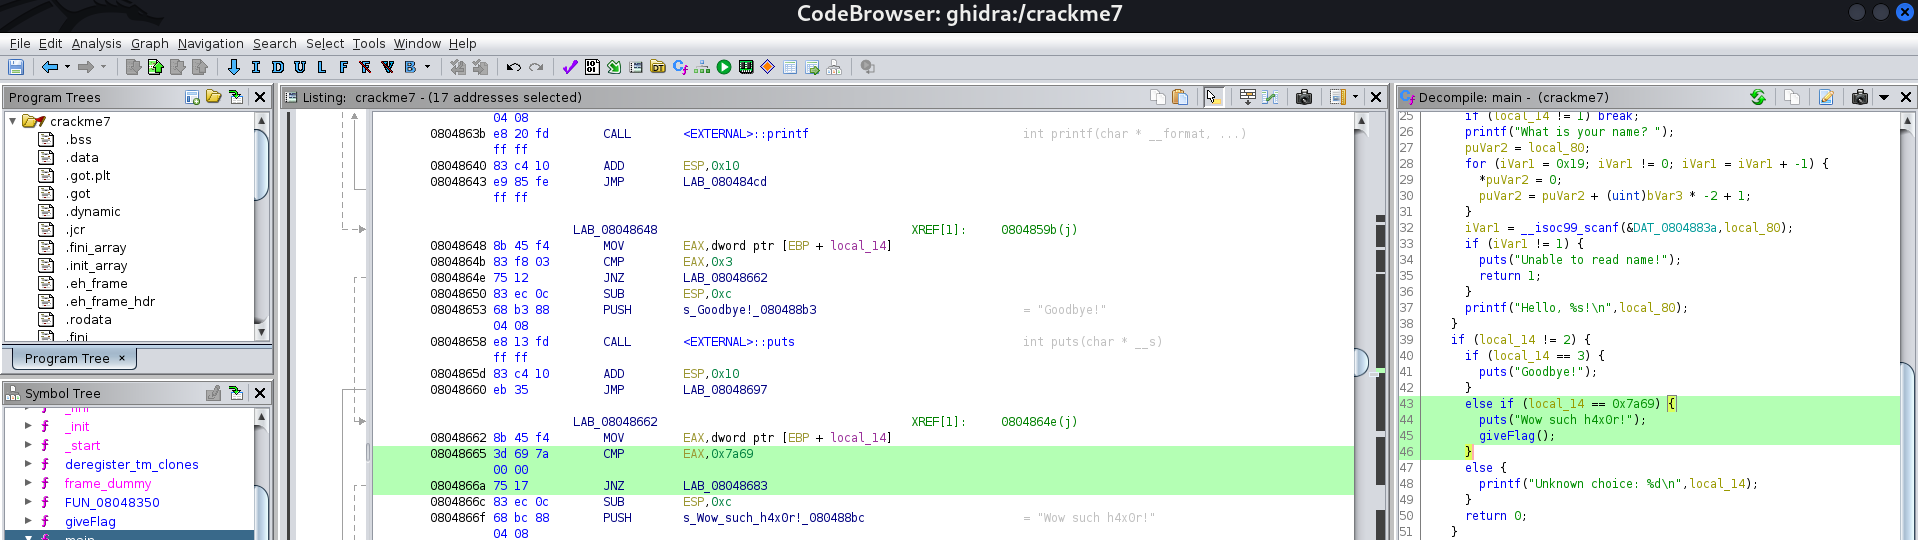 CodeBrowser: ghidra:/crackme7
File Edit Analysis Graph Navigation Search Select Tools Window Help
I D U L F F V B
Program Trees
crackme7
.bss
.data
.got.plt
.got
.dynamic
.jcr
.fini_array
.init_array
.eh_frame
.eh_frame_hdr
.rodata
.fini
Program Tree ×
Symbol Tree
_fini
_init
_start
deregister_tm_clones
frame_dummy
FUN_08048350
giveFlag
main
Listing: crackme7 - (17 addresses selected)
04 08
0804863b e8 20 fd CALL <EXTERNAL>::printf int printf(char * __format, ...)
ff ff
08048640 83 c4 10 ADD ESP,0x10
08048643 e9 85 fe JMP LAB_080484cd
ff ff
LAB_08048648 XREF[1]: 0804859b(j)
08048648 8b 45 f4 MOV EAX,dword ptr [EBP + local_14]
0804864b 83 f8 03 CMP EAX,0x3
0804864e 75 12 JNZ LAB_08048662
08048650 83 ec 0c SUB ESP,0xc
08048653 68 b3 88 PUSH s_Goodbye!_080488b3 = "Goodbye!"
04 08
08048658 e8 13 fd CALL <EXTERNAL>::puts int puts(char * __s)
ff ff
0804865d 83 c4 10 ADD ESP,0x10
08048660 eb 35 JMP LAB_08048697
LAB_08048662 XREF[1]: 0804864e(j)
08048662 8b 45 f4 MOV EAX,dword ptr [EBP + local_14]
08048665 3d 69 7a CMP EAX,0x7a69
00 00
0804866a 75 17 JNZ LAB_08048683
0804866c 83 ec 0c SUB ESP,0xc
0804866f 68 bc 88 PUSH s_Wow_such_h4x0r!_080488bc = "Wow such h4x0r!"
04 08
Decompile: main - (crackme7)
25 if (local_14 != 1) break;
26 printf("What is your name? ");
27 puVar2 = local_80;
28 for (iVar1 = 0x19; iVar1 != 0; iVar1 = iVar1 + -1) {
29 *puVar2 = 0;
30 puVar2 = puVar2 + (uint)bVar3 * -2 + 1;
31 }
32 iVar1 = __isoc99_scanf(&DAT_0804883a,local_80);
33 if (iVar1 != 1) {
34 puts("Unable to read name!");
35 return 1;
36 }
37 printf("Hello, %s!\n",local_80);
38 }
39 if (local_14 != 2) {
40 if (local_14 == 3) {
41 puts("Goodbye!");
42 }
43 else if (local_14 == 0x7a69) {
44 puts("Wow such h4x0r!");
45 giveFlag();
46 }
47 else {
48 printf("Unknown choice: %d\n",local_14);
49 }
50 return 0;
51 }